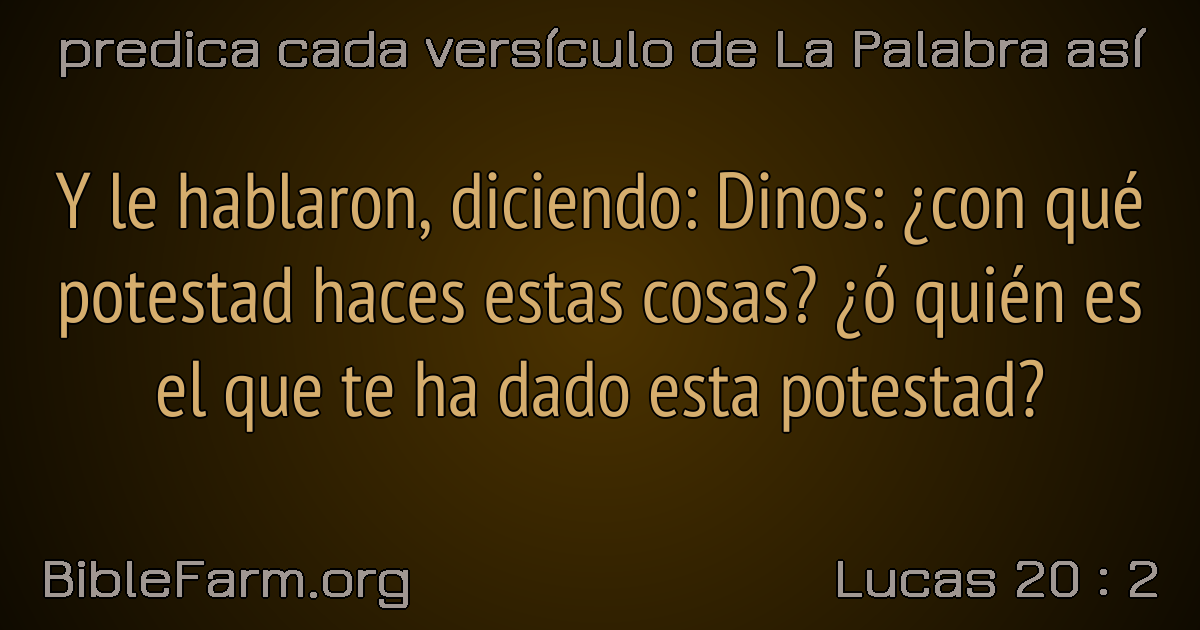 predica cada versículo de La Palabra así
Y le hablaron, diciendo: Dinos: ¿con qué
potestad haces estas cosas? ¿ó quién es
el que te ha dado esta potestad?
BibleFarm.org
Lucas 20 : 2